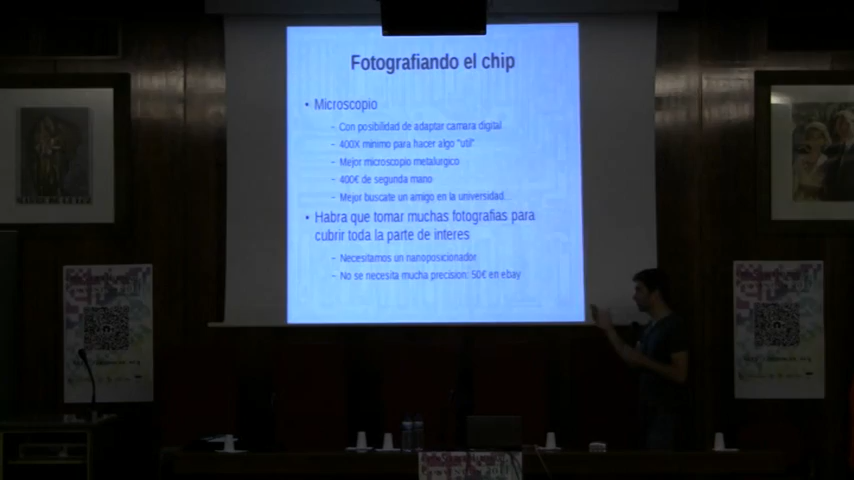 Fotografiando el chip
• Microscopio
– Con posibilidad de adaptar camara digital
– 400X minimo para hacer algo "util"
– Mejor microscopio metalurgico
– 400€ de segunda mano
– Mejor buscate un amigo en la universidad...
• Habra que tomar muchas fotografias para
cubrir toda la parte de interes
– Necesitamos un nanoposicionador
– No se necesita mucha precision: 50€ en ebay